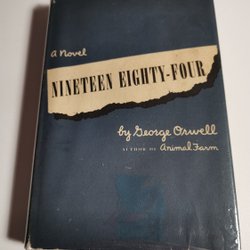 a Novel
NINETEEN EIGHTY-FOUR
by George Orwell
AUTHOR OF Animal Farm